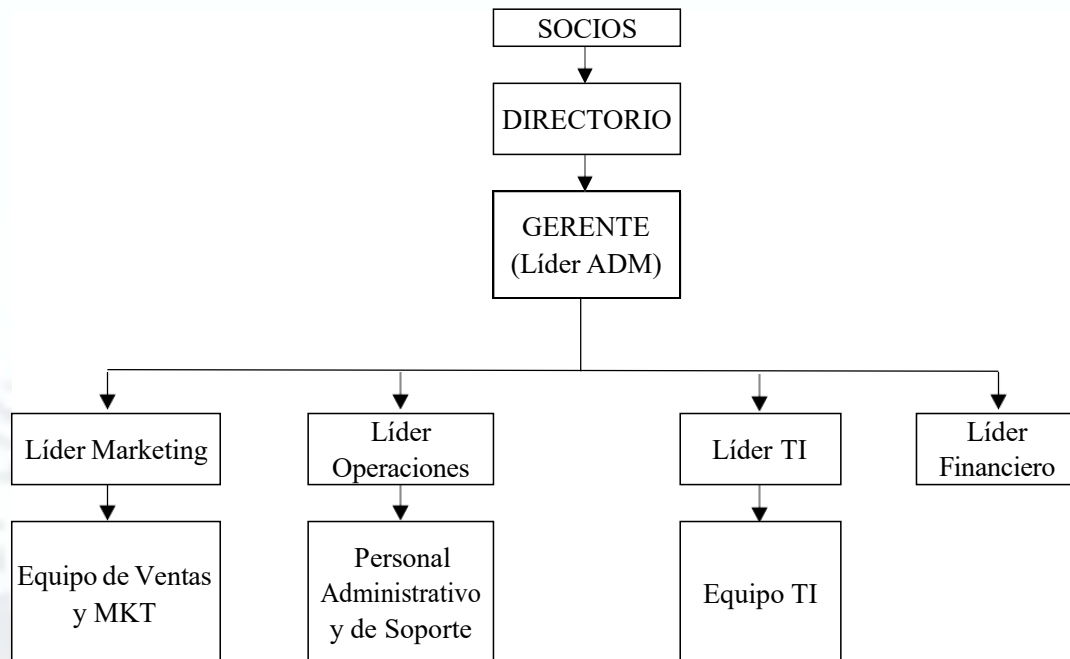 SOCIOS
DIRECTORIO
GERENTE
(Líder ADM)
Líder Marketing
Líder
Operaciones
Líder TI
Líder
Financiero
Equipo de Ventas
y MKT
Personal
Administrativo
y de Soporte
Equipo TI